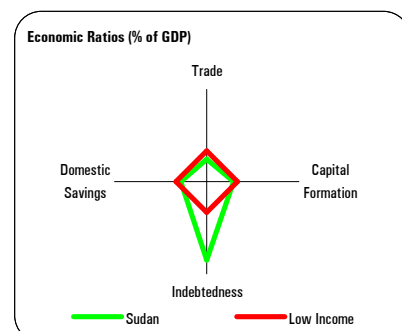 Economic Ratios (% of GDP)
Trade
Domestic
Savings
Capital
Formation
Indebtedness
Sudan
Low Income